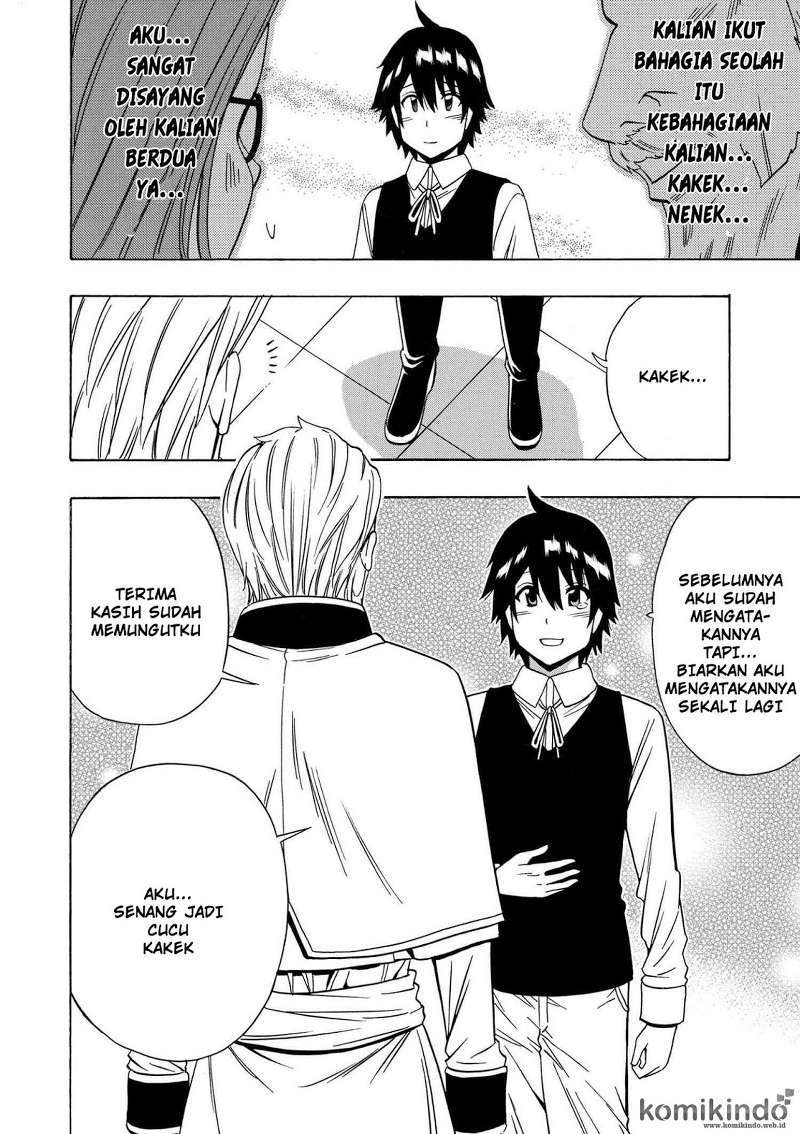 KALIAN IKUT
BAHAGIA SEOLAH
ITU
KEBAHAGIAAN
KALIAN...
KAKEK...
NENEK...
AKU...
SANGAT
DISAYANG
OLEH KALIAN
BERDUA
YA...
KAKEK...
SEBELUMNYA
AKU SUDAH
MENGATA-
KANNYA
TAPI...
BIARKAN AKU
MENGATAKANNYA
SEKALI LAGI
TERIMA
KASIH SUDAH
MEMUNGUTKU
AKU...
SENANG JADI
CUCU
KAKEK
komikindo
www.komikindo.web.id